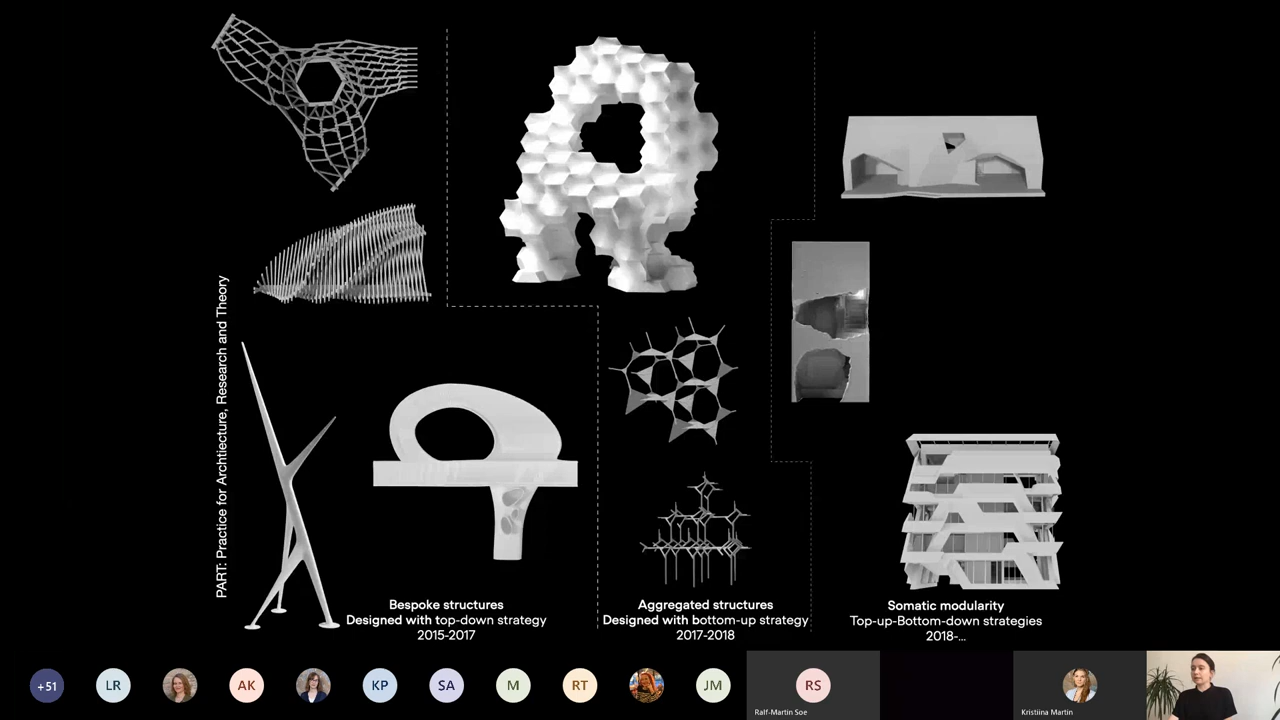 PART: Practice for Archtiecture, Research and Theory
Bespoke structures
Designed with top-down strategy
2015-2017
Aggregated structures
Designed with bottom-up strategy
2017-2018
Somatic modularity
Top-up-Bottom-down strategies
2018-...
+51
LR
AK
KP
SA
M
RT
JM
RS
Ralf-Martin Soe
Kristiina Martin